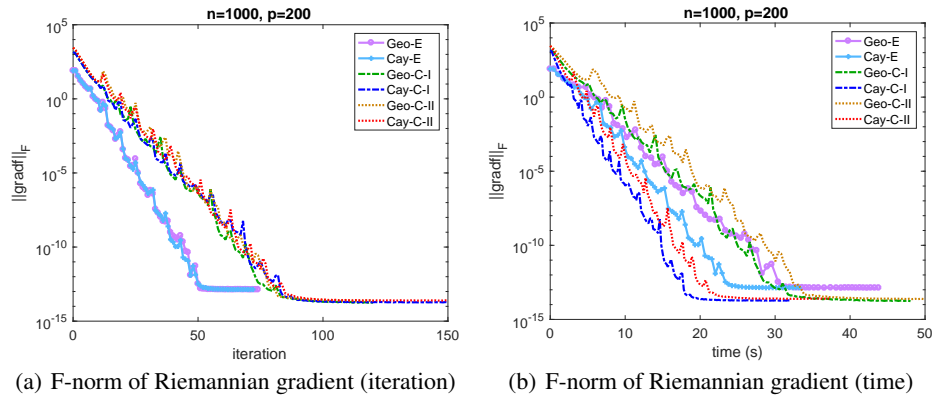 n=1000, p=200
||gradf||_F
10^5
10^0
10^-5
10^-10
10^-15
0
50
100
150
iteration
Geo-E
Cay-E
Geo-C-I
Cay-C-I
Geo-C-II
Cay-C-II
(a) F-norm of Riemannian gradient (iteration)
n=1000, p=200
||gradf||_F
10^5
10^0
10^-5
10^-10
10^-15
0
10
20
30
40
50
time (s)
Geo-E
Cay-E
Geo-C-I
Cay-C-I
Geo-C-II
Cay-C-II
(b) F-norm of Riemannian gradient (time)